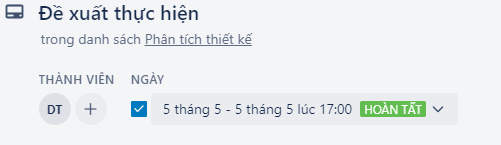 Đề xuất thực hiện
trong danh sách Phân tích thiết kế
THÀNH VIÊN NGÀY
DT + 5 tháng 5 - 5 tháng 5 lúc 17:00 HOÀN TẤT